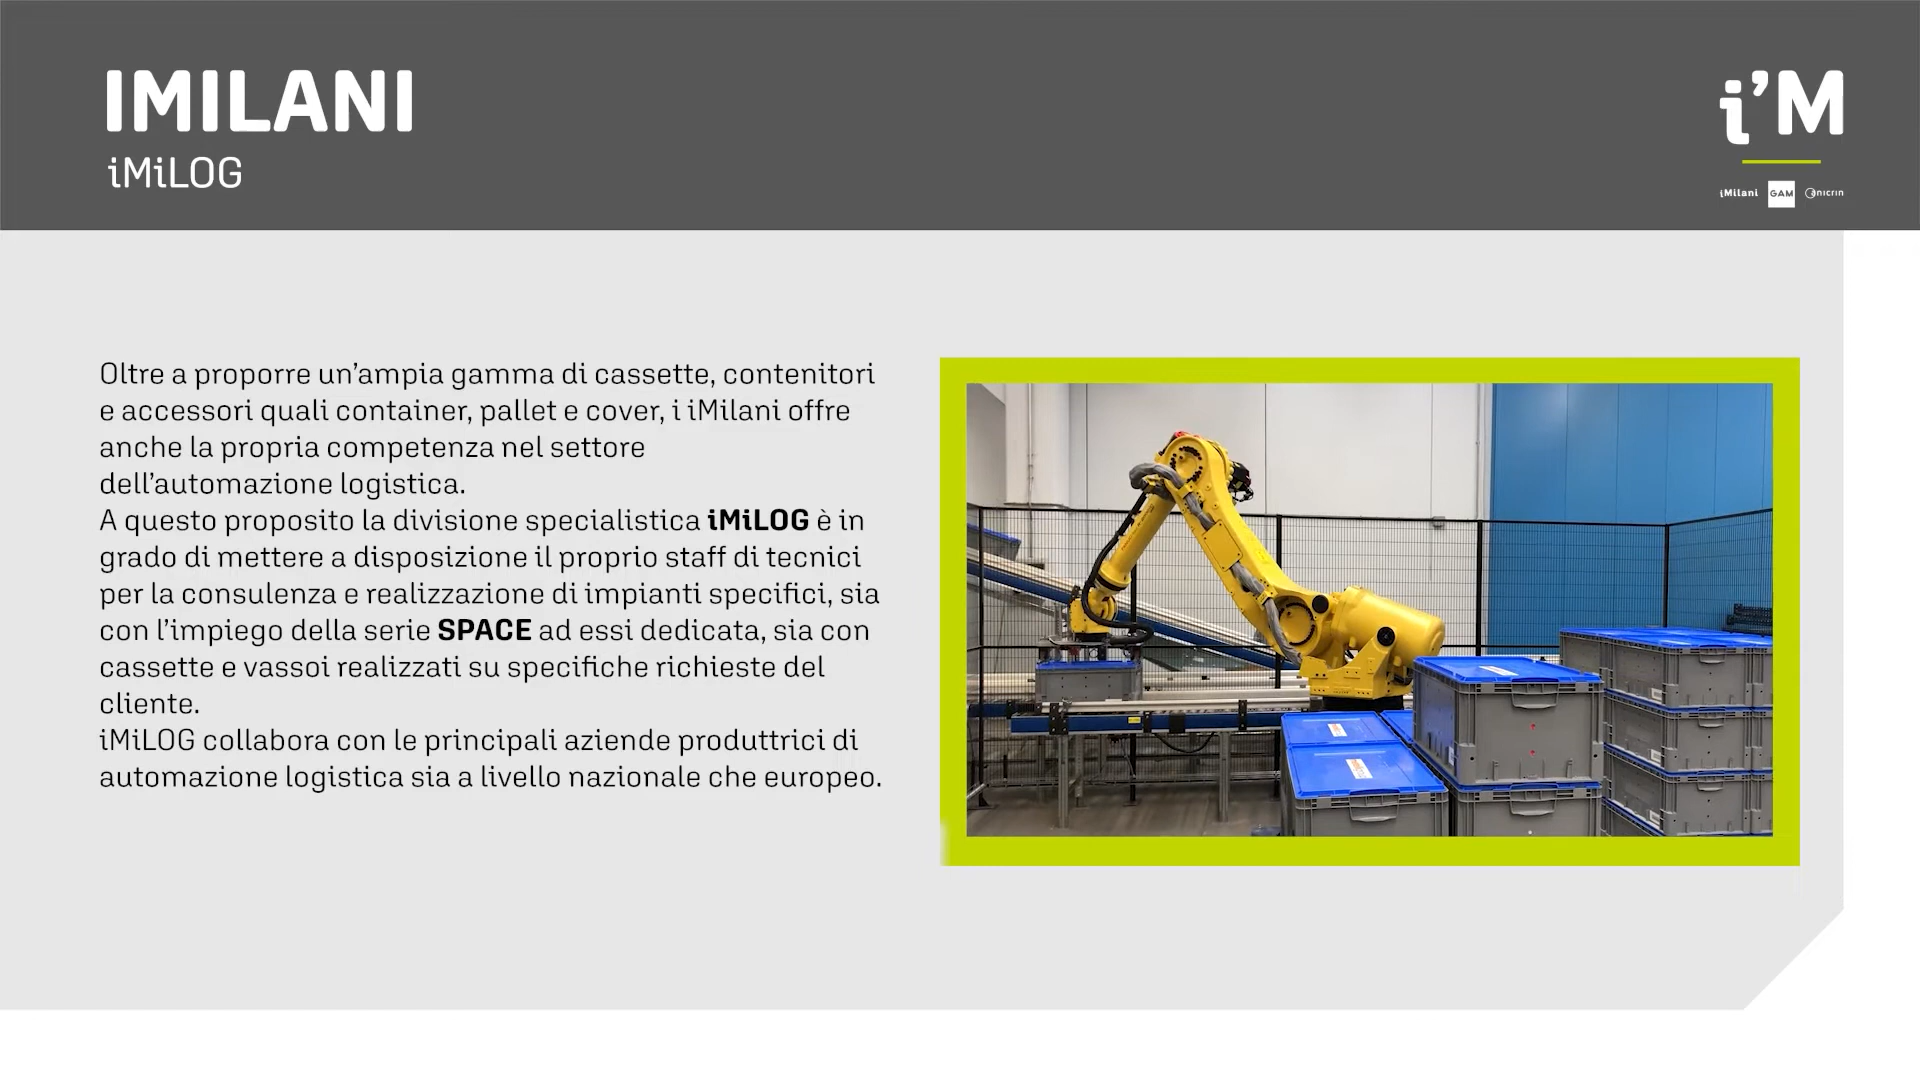 IMILANI
iMiLOG
i’M
iMilani GAM
Oltre a proporre un’ampia gamma di cassette, contenitori
e accessori quali container, pallet e cover, i iMilani offre
anche la propria competenza nel settore
dell’automazione logistica.
A questo proposito la divisione specialistica iMiLOG è in
grado di mettere a disposizione il proprio staff di tecnici
per la consulenza e realizzazione di impianti specifici, sia
con l’impiego della serie SPACE ad essi dedicata, sia con
cassette e vassoi realizzati su specifiche richieste del
cliente.
iMiLOG collabora con le principali aziende produttrici di
automazione logistica sia a livello nazionale che europeo.